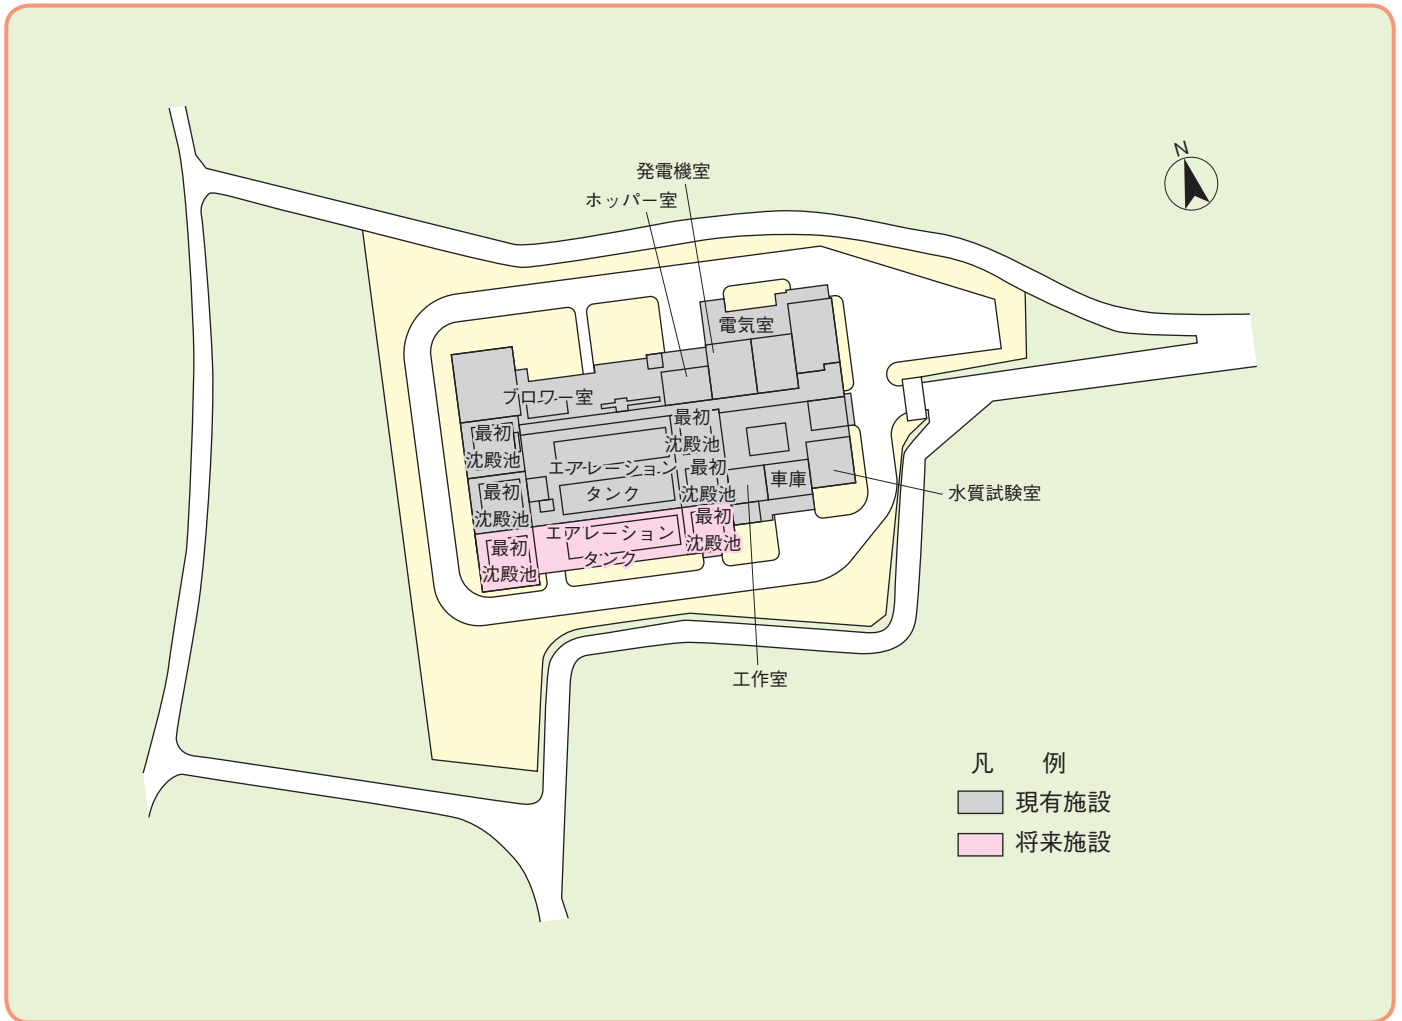 N
発電機室
ホッパー室
電気室
ブロワー室
最初
沈殿池
最初
沈殿池
エアレーション
タンク
最初
沈殿池
車庫
水質試験室
最初
沈殿池
最初
沈殿池
エアレーション
タンク
最初
沈殿池
工作室
凡 例
現有施設
将来施設